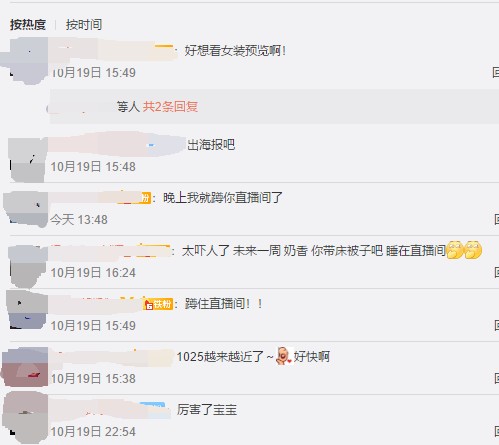 按热度 按时间
：好想看女装预览啊！
10月19日 15:49
等人 共2条回复
出海报吧
10月19日 15:48
：晚上我就蹲你直播间了
今天 13:48
：太吓人了 未来一周 奶香 你带床被子吧 睡在直播间
10月19日 16:24
铁粉：蹲住直播间！！
10月19日 15:49
1025越来越近了~好快啊
10月19日 15:38
厉害了宝宝
10月19日 22:54